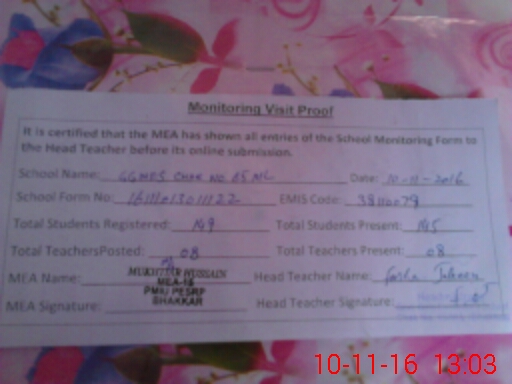 Monitoring Visit Proof
It is certified that the MEA has shown all entries of the School Monitoring Form to
the Head Teacher before its online submission.
School Name: GGMPS Chak No. 45 ML Date: 10-11-2016
School Form No: EMIS Code:
Total Students Registered: 149 Total Students Present: 145
Total TeachersPosted: 08 Total Teachers Present: 08
MEA Name: MUKHTIAR HUSSAIN Head Teacher Name:
MEA-16
PMIU PESRP
BHAKKAR
MEA Signature: Head Teacher Signature:
10-11-16 13:03